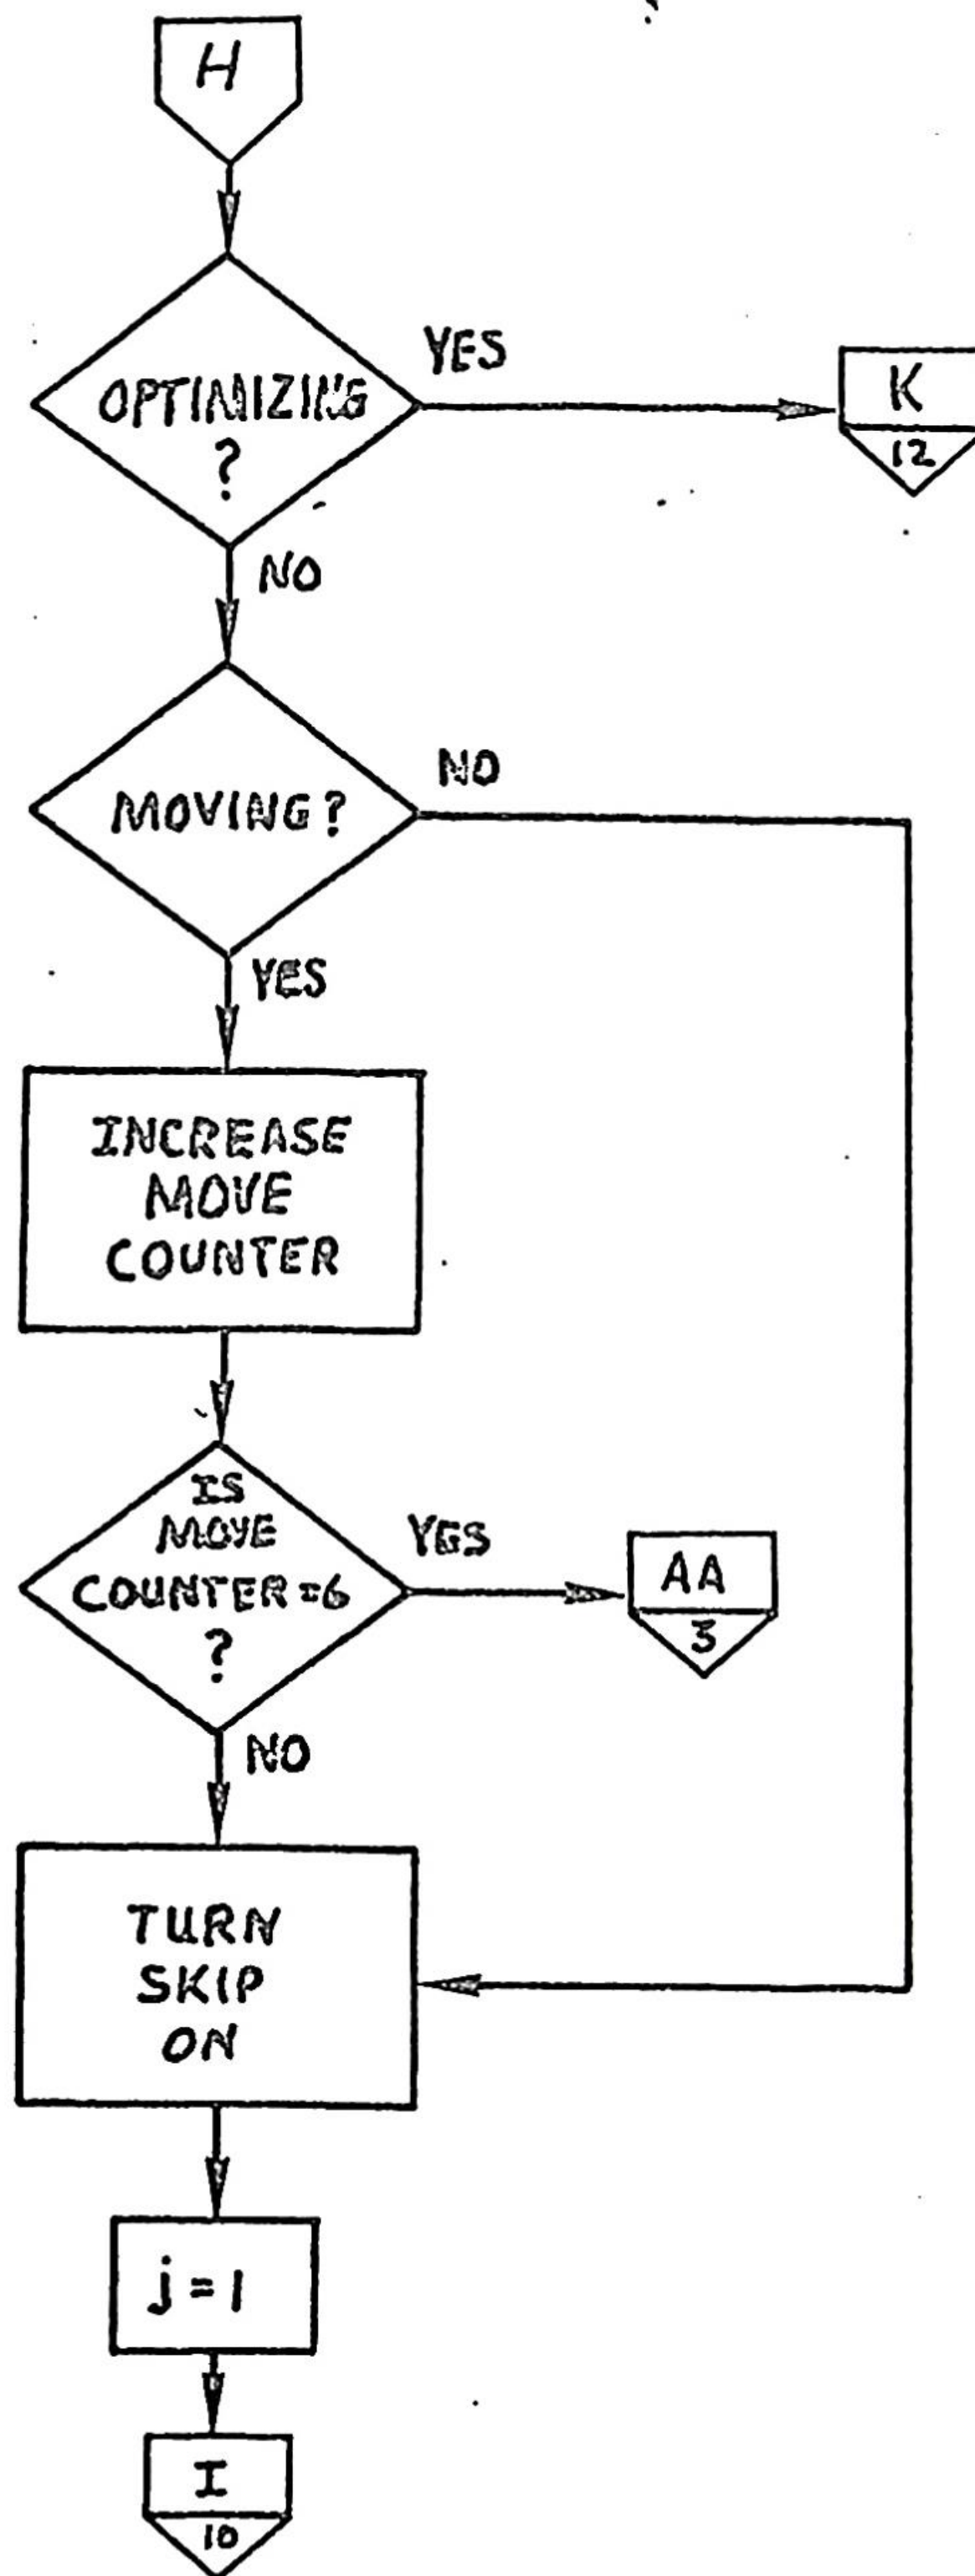 H
OPTIMIZING
?
YES
K
12
NO
MOVING?
NO
YES
INCREASE
MOVE
COUNTER
IS
MOVE
COUNTER=6
?
YES
AA
3
NO
TURN
SKIP
ON
j=1
I
10